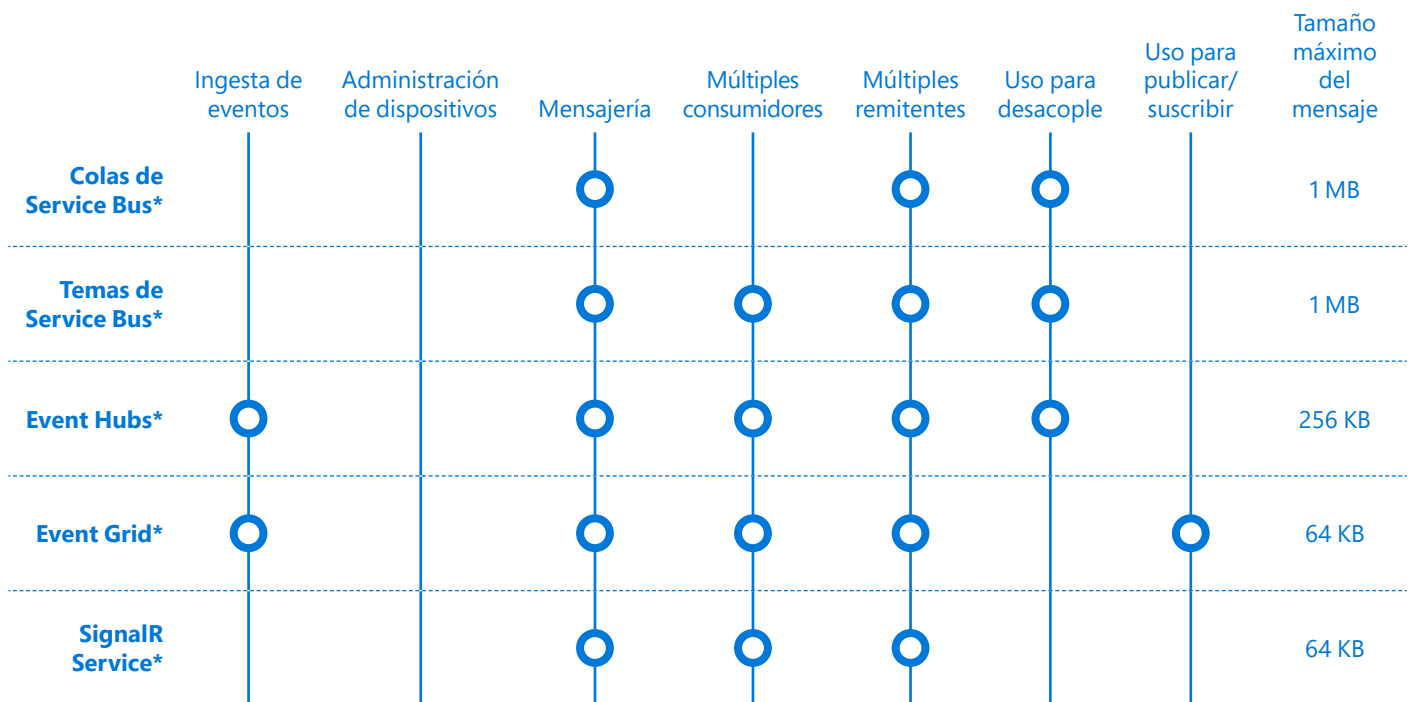 Ingesta de
eventos
Administración
de dispositivos
Mensajería
Múltiples
consumidores
Múltiples
remitentes
Uso para
desacople
Uso para
publicar/
suscribir
Tamaño
máximo
del
mensaje
Colas de
Service Bus*
1 MB
Temas de
Service Bus*
1 MB
Event Hubs*
256 KB
Event Grid*
64 KB
SignalR
Service*
64 KB